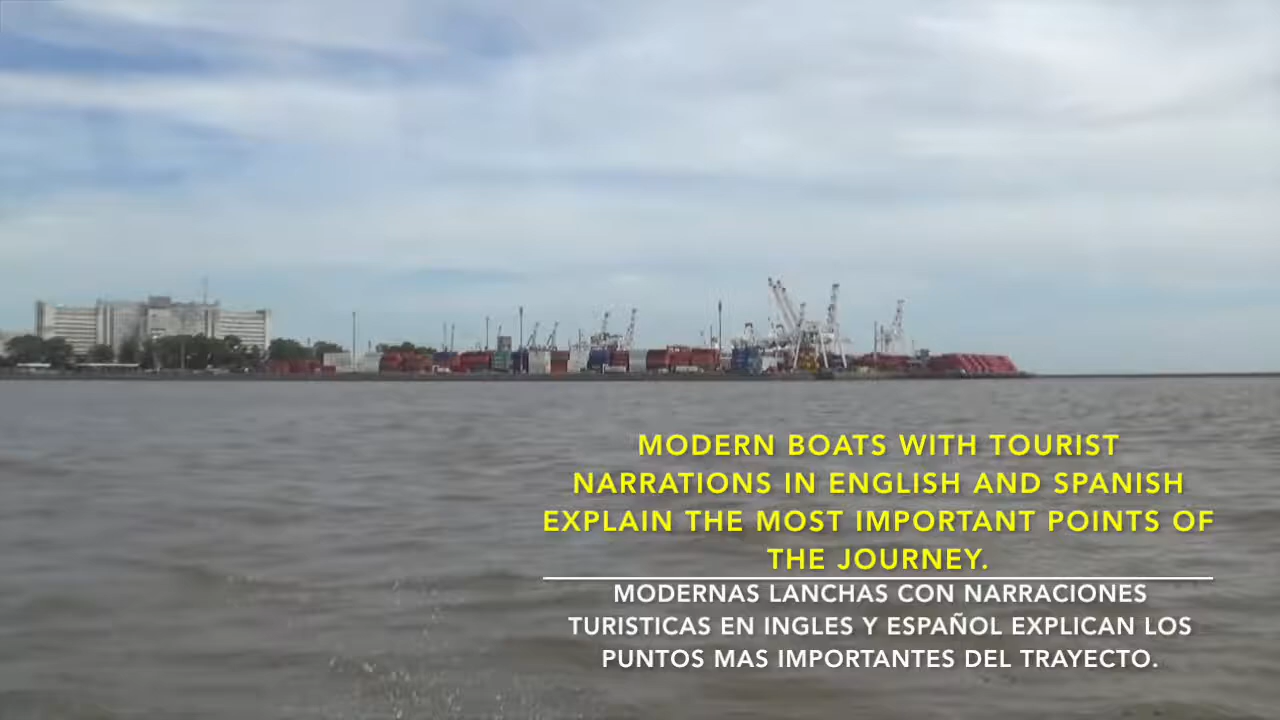 MODERN BOATS WITH TOURIST
NARRATIONS IN ENGLISH AND SPANISH
EXPLAIN THE MOST IMPORTANT POINTS OF
THE JOURNEY.
MODERNAS LANCHAS CON NARRACIONES
TURISTICAS EN INGLES Y ESPAÑOL EXPLICAN LOS
PUNTOS MAS IMPORTANTES DEL TRAYECTO.